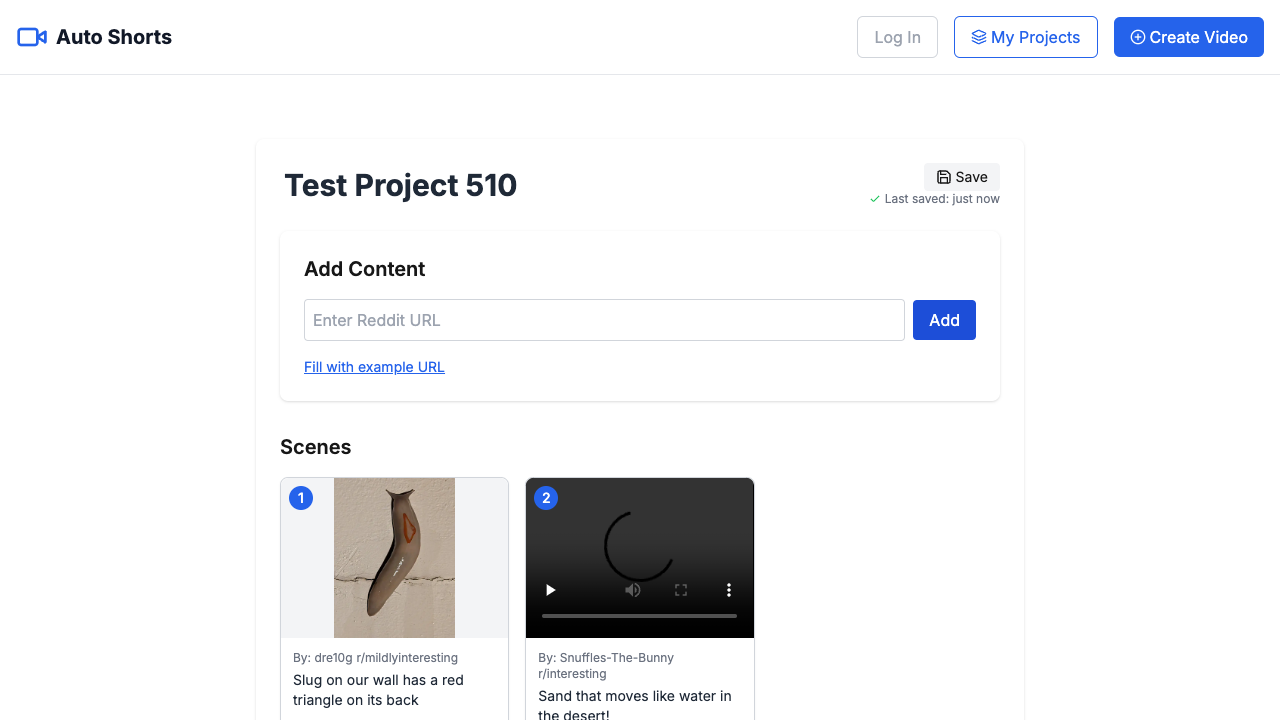 Auto Shorts
Log In
My Projects
Create Video
Test Project 510
Save
Last saved: just now
Add Content
Enter Reddit URL
Add
Fill with example URL
Scenes
1
2
By: dre10g r/mildlyinteresting
Slug on our wall has a red
triangle on its back
By: Snuffles-The-Bunny
r/interesting
Sand that moves like water in
the desert!